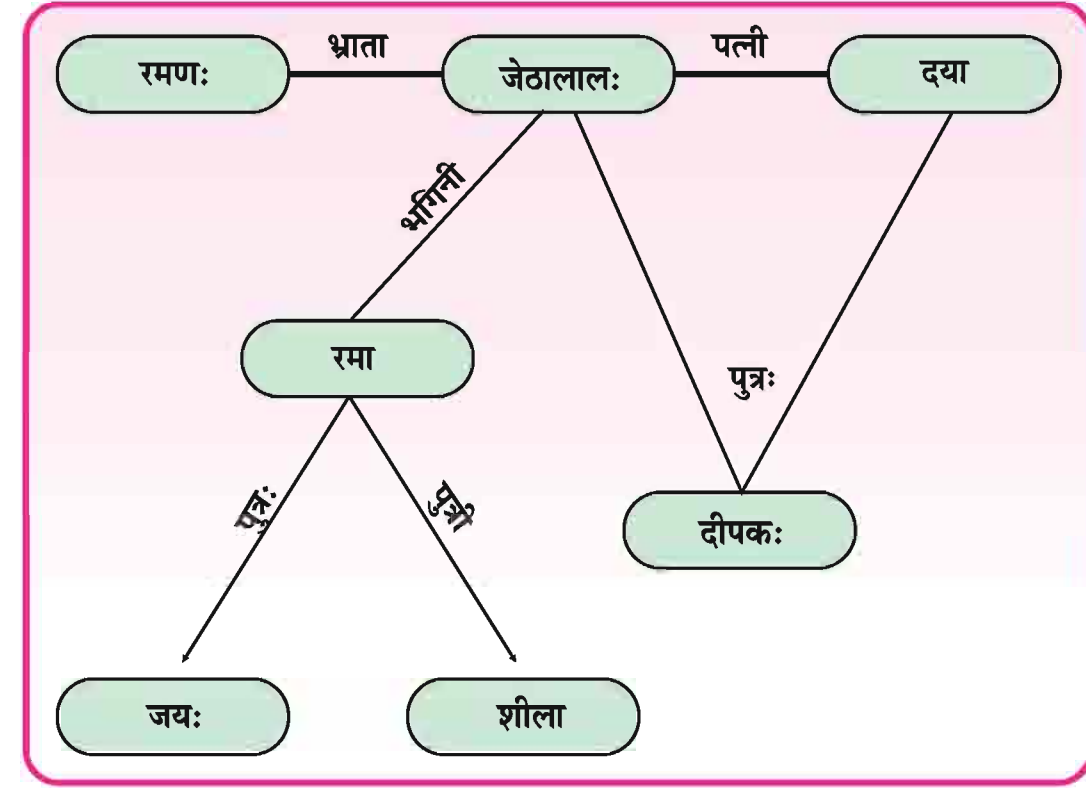 रमणः भ्राता जेठालालः पत्नी दया
भगिनी
रमा
पुत्रः
पुत्रः पुत्री
दीपकः
जयः शीला